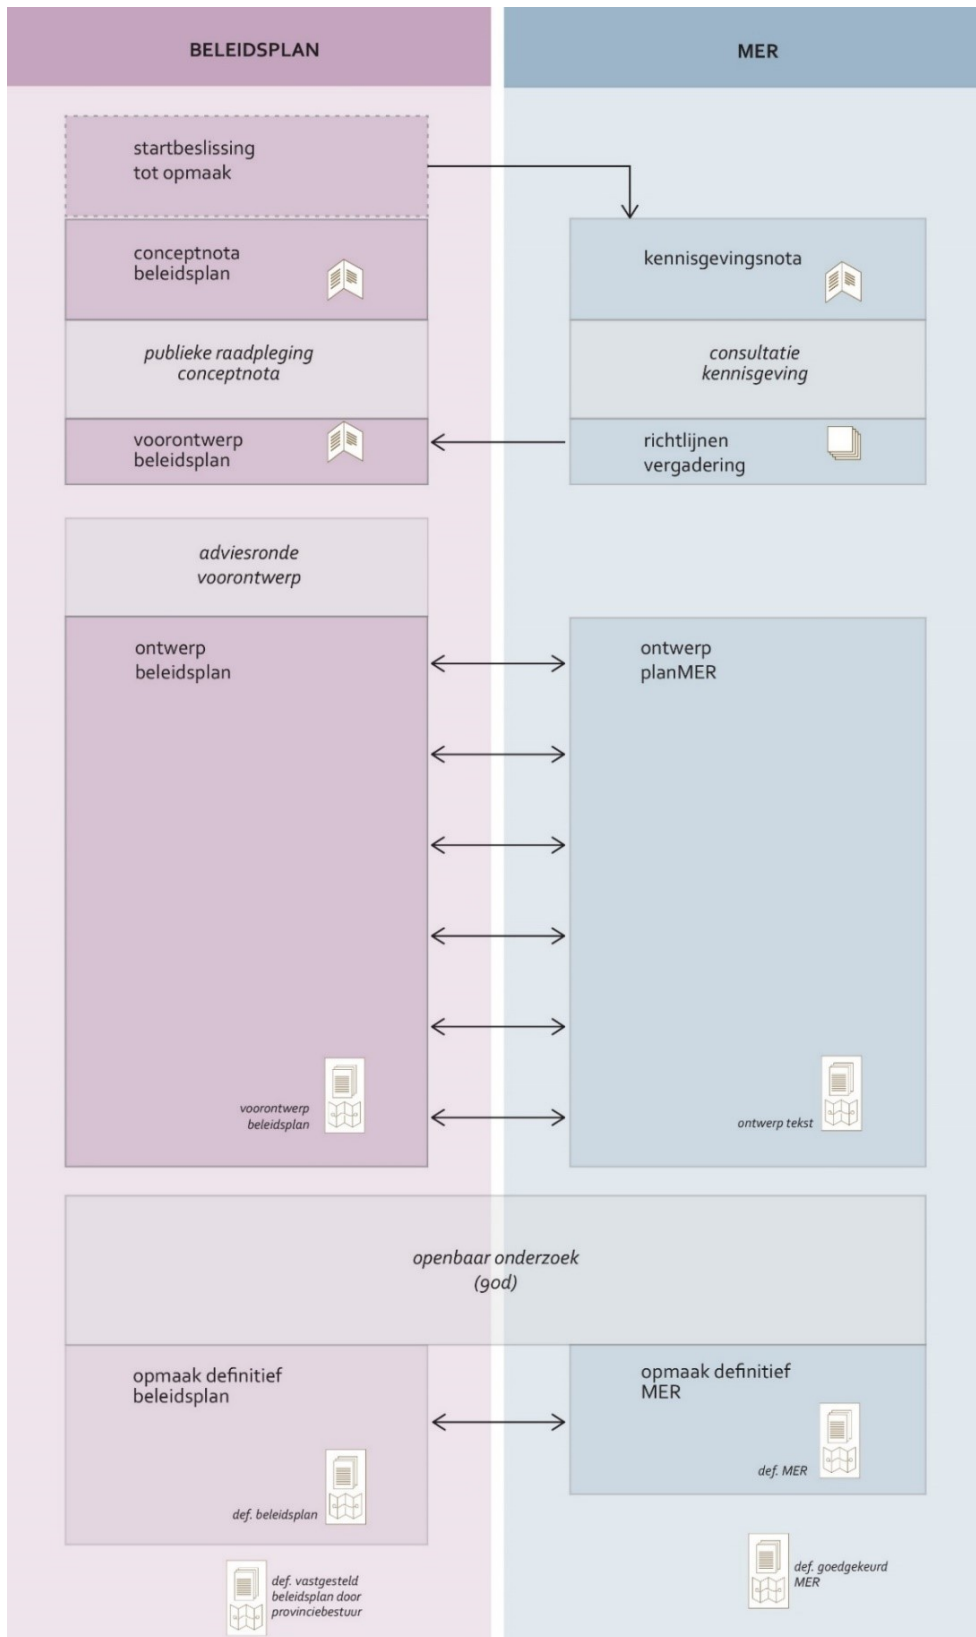 BELEIDSPLAN
MER
startbeslissing
tot opmaak
conceptnota
beleidsplan
kennisgevingsnota
publieke raadpleging
conceptnota
consultatie
kennisgeving
voorontwerp
beleidsplan
richtlijnen
vergadering
adviesronde
voorontwerp
ontwerp
beleidsplan
ontwerp
planMER
voorontwerp
beleidsplan
ontwerp tekst
openbaar onderzoek
(90d)
opmaak definitief
beleidsplan
opmaak definitief
MER
def. MER
def. beleidsplan
def. vastgesteld
beleidsplan door
provinciebestuur
def. goedgekeurd
MER